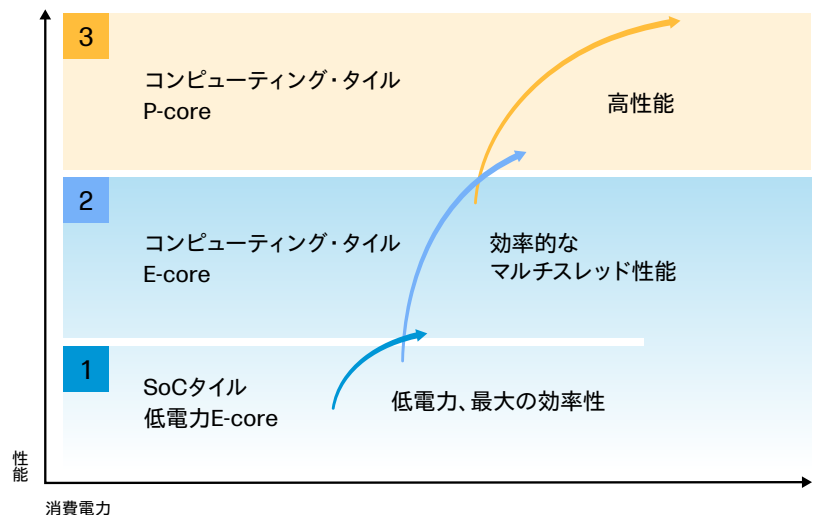 3
コンピューティング・タイル
P-core
高性能
2
コンピューティング・タイル
E-core
効率的な
マルチスレッド性能
1
SoCタイル
低電力E-core
低電力、最大の効率性
性能
消費電力